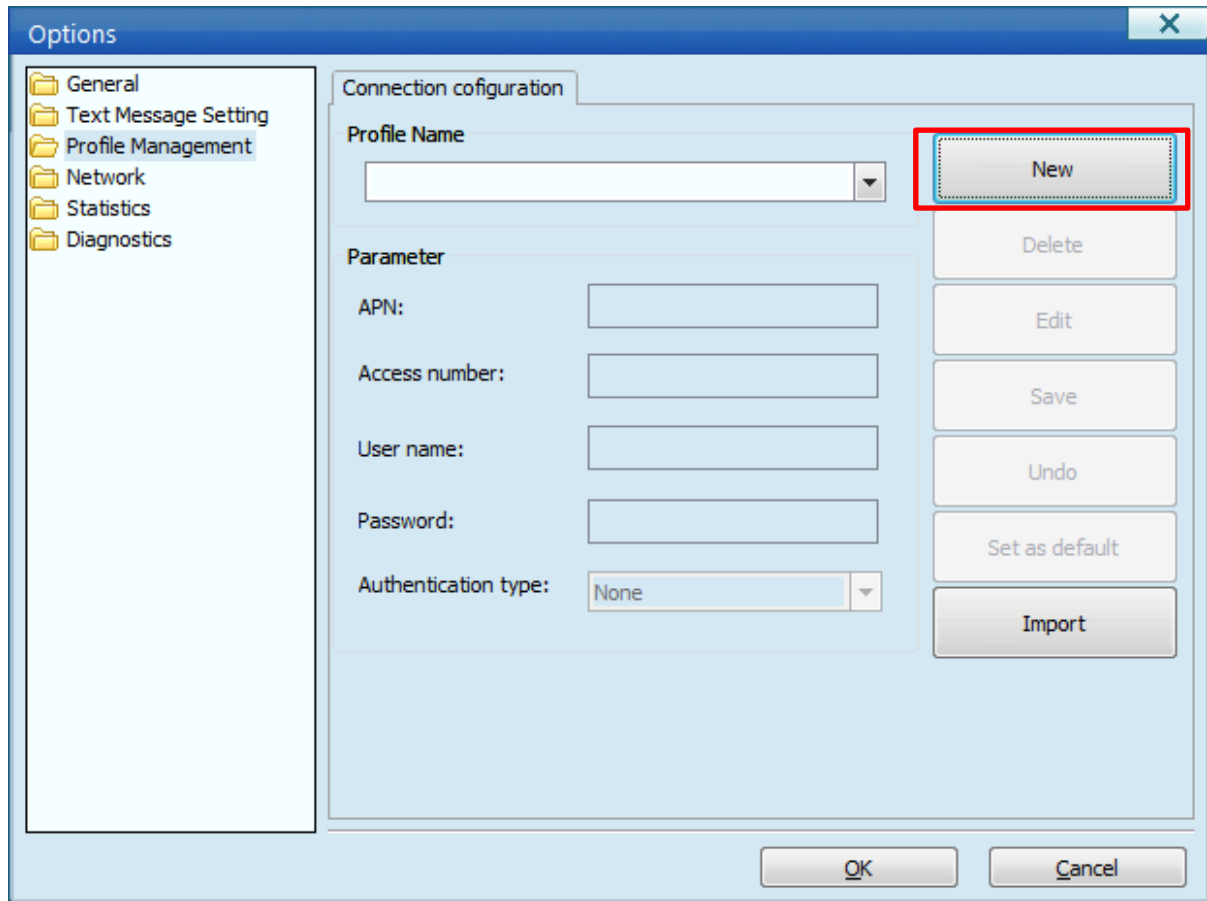 Options
General
Text Message Setting
Profile Management
Network
Statistics
Diagnostics
Connection cofiguration
Profile Name
New
Delete
Parameter
APN:
Edit
Access number:
Save
User name:
Undo
Password:
Set as default
Authentication type:
None
Import
OK
Cancel